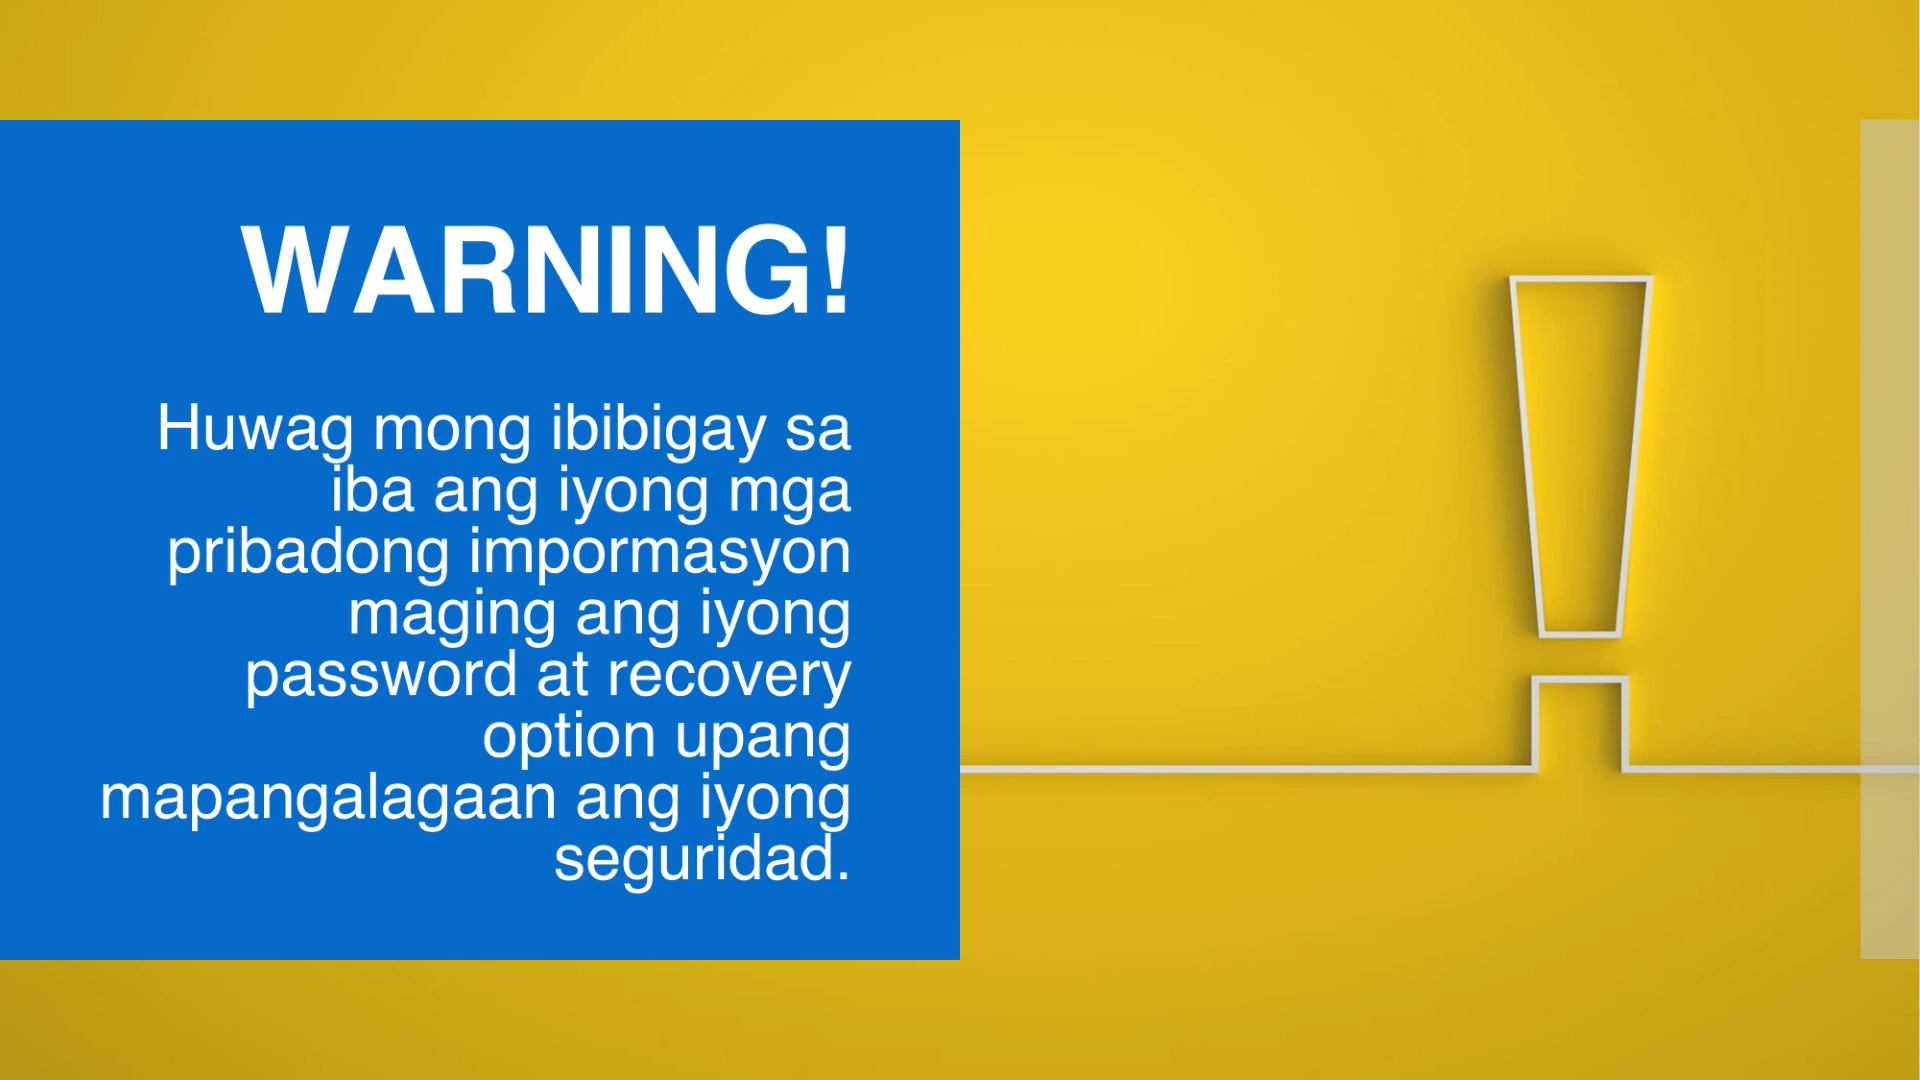 WARNING!
Huwag mong ibibigay sa
iba ang iyong mga
pribadong impormasyon
maging ang iyong
password at recovery
option upang
mapangalagaan ang iyong
seguridad.